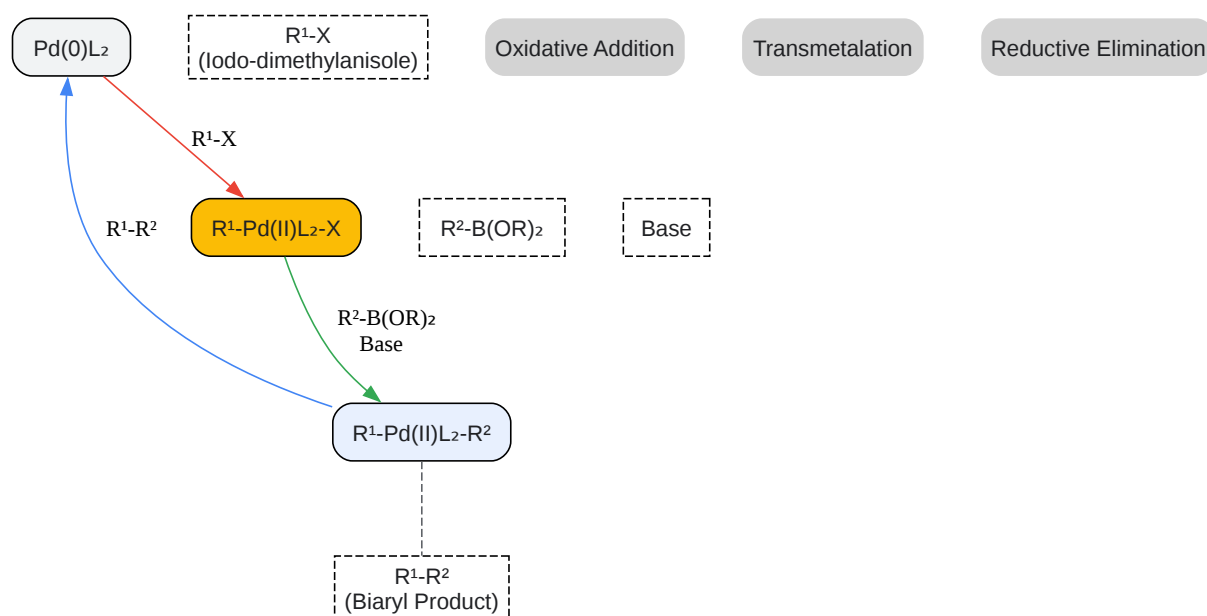 Pd(0)L₂
R¹-X
(Iodo-dimethylanisole)
Oxidative Addition
Transmetalation
Reductive Elimination
R¹-X
R¹-R²
R¹-Pd(II)L₂-X
R²-B(OR)₂
Base
R²-B(OR)₂
Base
R¹-Pd(II)L₂-R²
R¹-R²
(Biaryl Product)